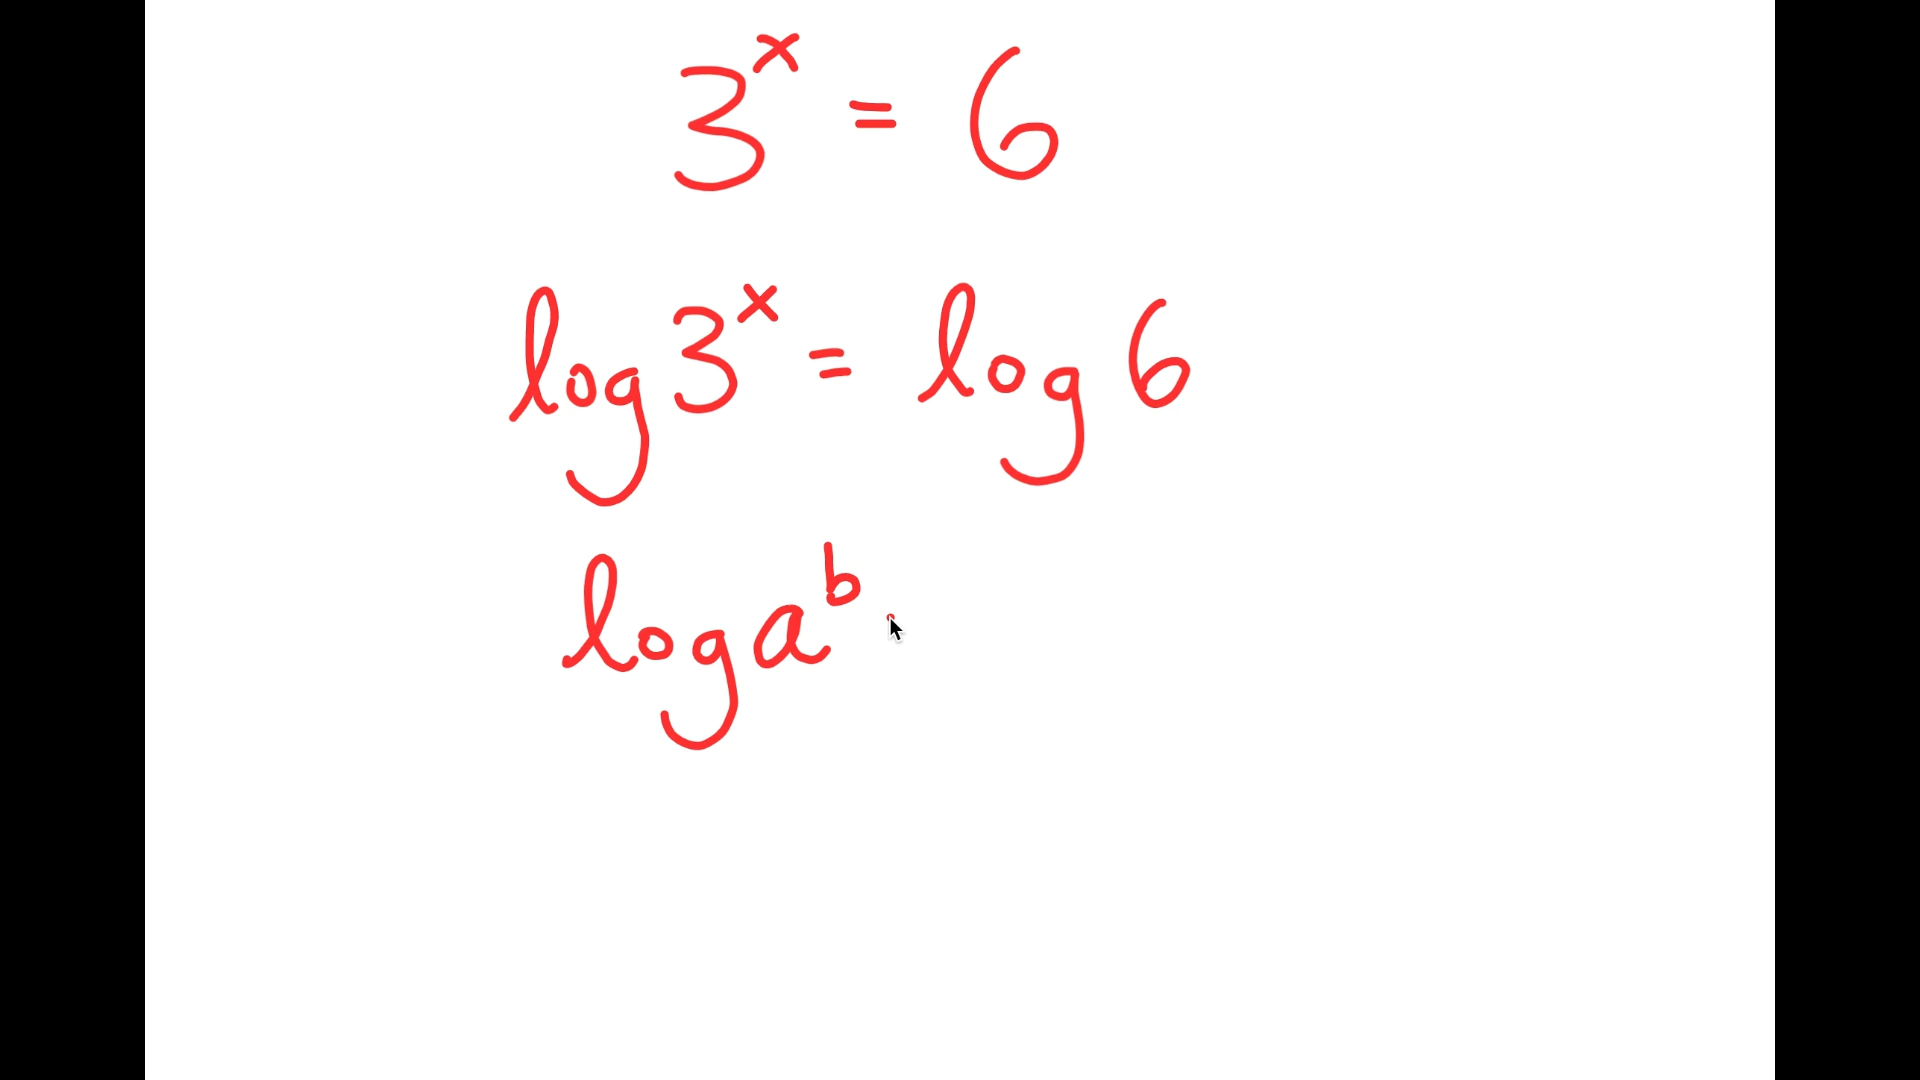 3^x = 6
log 3^x = log 6
log a^b